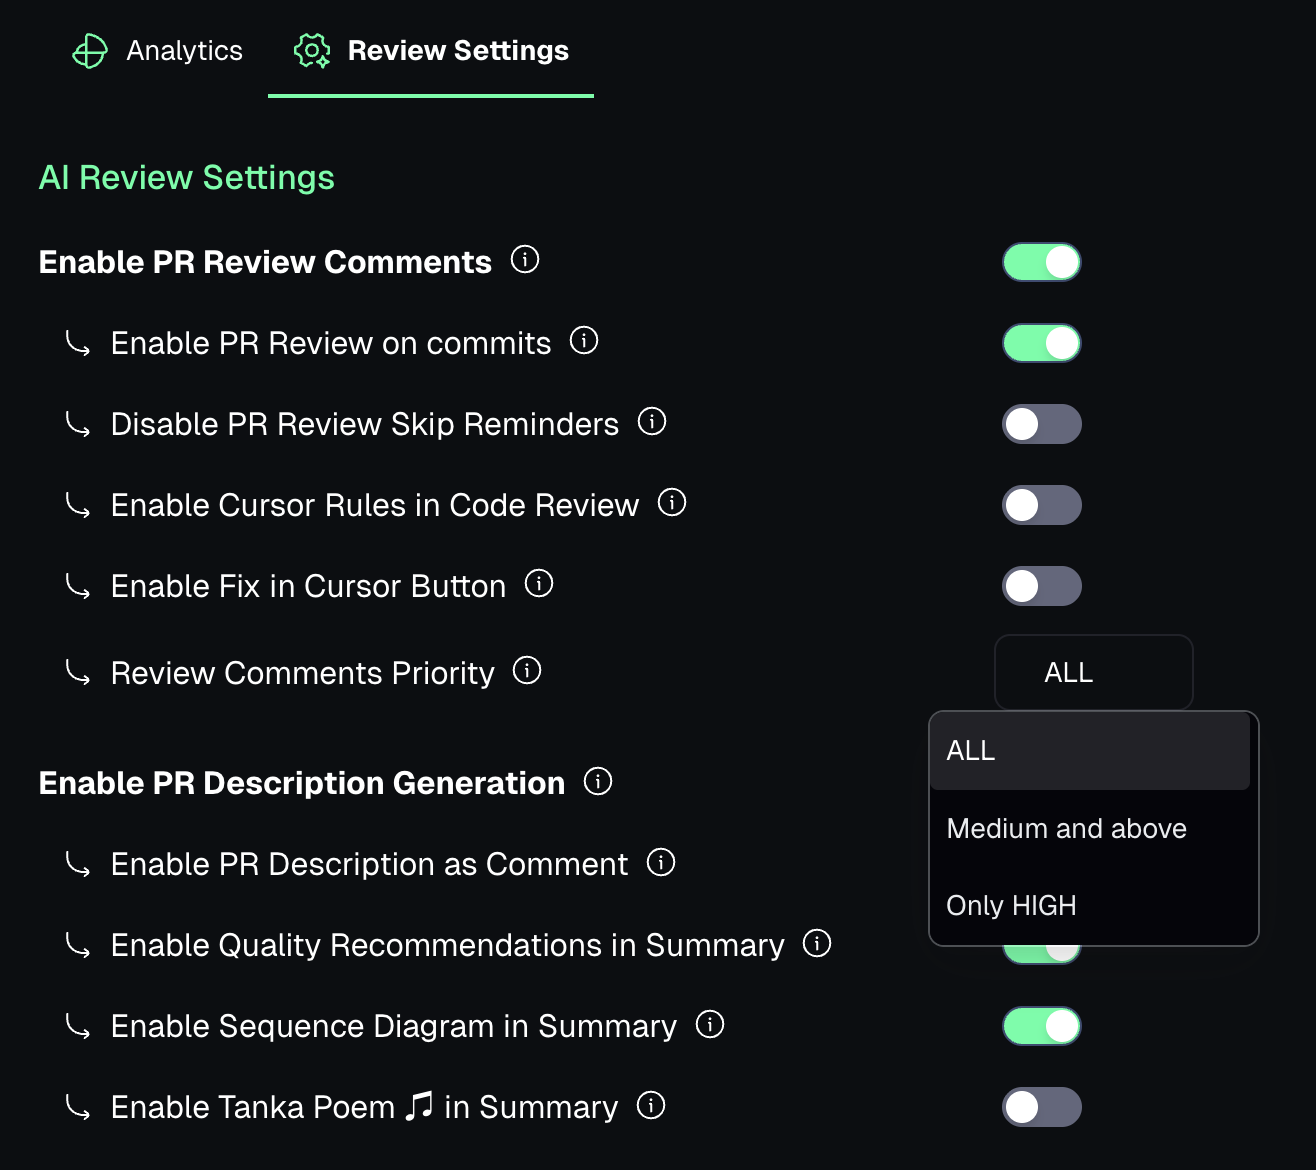 Analytics
Review Settings
AI Review Settings
Enable PR Review Comments
Enable PR Review on commits
Disable PR Review Skip Reminders
Enable Cursor Rules in Code Review
Enable Fix in Cursor Button
Review Comments Priority
ALL
ALL
Medium and above
Only HIGH
Enable PR Description Generation
Enable PR Description as Comment
Enable Quality Recommendations in Summary
Enable Sequence Diagram in Summary
Enable Tanka Poem 🎵 in Summary